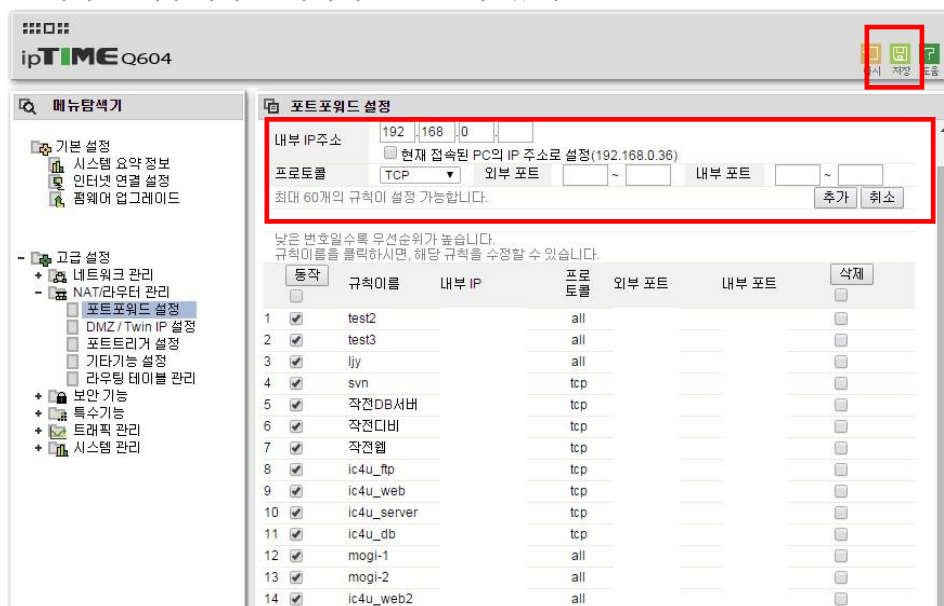 ipTIME Q604
다시 저장 도움
메뉴탐색기
기본 설정
시스템 요약 정보
인터넷 연결 설정
펌웨어 업그레이드
고급 설정
네트워크 관리
NAT/라우터 관리
포트포워드 설정
DMZ / Twin IP 설정
포트트리거 설정
기타기능 설정
라우팅 테이블 관리
보안 기능
특수기능
트래픽 관리
시스템 관리
포트포워드 설정
내부 IP주소 192 . 168 . 0 .
현재 접속된 PC의 IP 주소로 설정(192.168.0.36)
프로토콜 TCP 외부 포트 ~ 내부 포트 ~
최대 60개의 규칙이 설정 가능합니다. 추가 취소
낮은 번호일수록 우선순위가 높습니다.
규칙이름을 클릭하시면, 해당 규칙을 수정할 수 있습니다.
동작 규칙이름 내부 IP 프로토콜 외부 포트 내부 포트 삭제
1 test2 all
2 test3 all
3 ljy all
4 svn tcp
5 작전DB서버 tcp
6 작전디비 tcp
7 작전웹 tcp
8 ic4u_ftp tcp
9 ic4u_web tcp
10 ic4u_server tcp
11 ic4u_db tcp
12 mogi-1 all
13 mogi-2 all
14 ic4u_web2 all